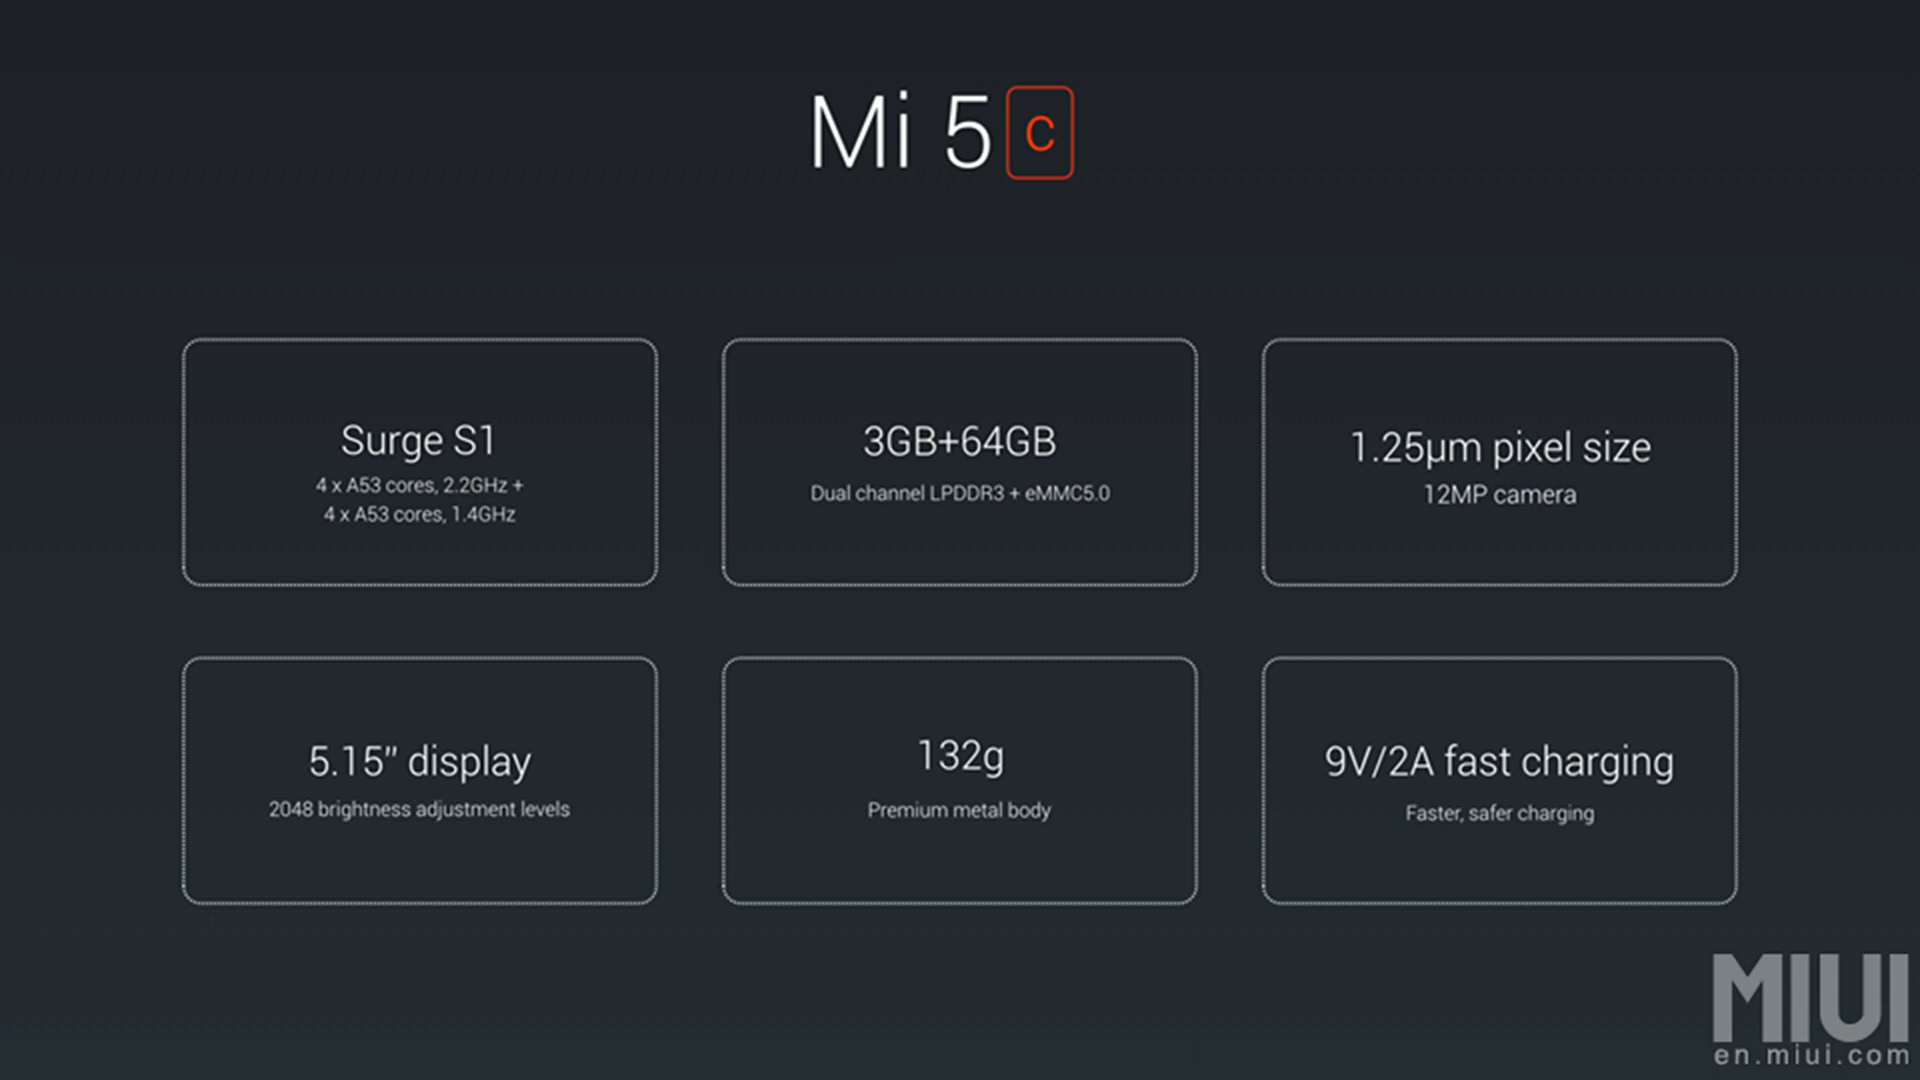 Mi 5 C
Surge S1
4 x A53 cores, 2.2GHz +
4 x A53 cores, 1.4GHz
3GB+64GB
Dual channel LPDDR3 + eMMC5.0
1.25μm pixel size
12MP camera
5.15” display
2048 brightness adjustment levels
132g
Premium metal body
9V/2A fast charging
Faster, safer charging
MIUI
en.miui.com